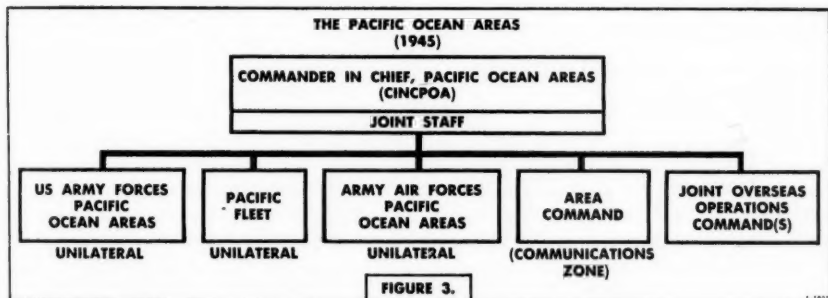 THE PACIFIC OCEAN AREAS
(1945)
COMMANDER IN CHIEF, PACIFIC OCEAN AREAS
(CINCPOA)
JOINT STAFF
US ARMY FORCES
PACIFIC
OCEAN AREAS
UNILATERAL
PACIFIC
FLEET
UNILATERAL
ARMY AIR FORCES
PACIFIC
OCEAN AREAS
UNILATERAL
AREA
COMMAND
(COMMUNICATIONS
ZONE)
JOINT OVERSEAS
OPERATIONS
COMMAND(S)
FIGURE 3.